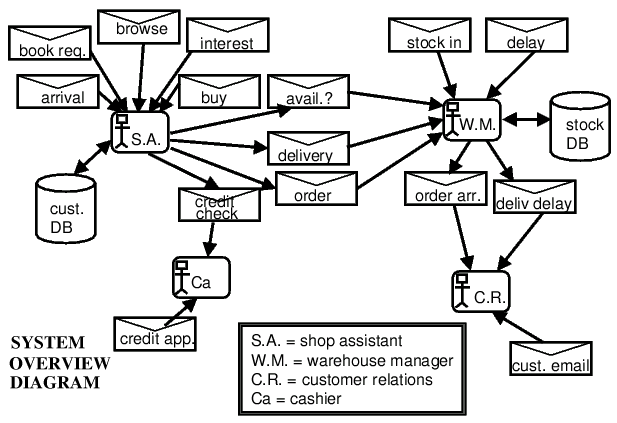 browse
book req.
interest
stock in
delay
arrival
buy
avail.?
S.A.
W.M.
stock
DB
delivery
cust.
DB
credit
check
order
order arr.
deliv delay
Ca
C.R.
credit app.
cust. email
SYSTEM
OVERVIEW
DIAGRAM
S.A. = shop assistant
W.M. = warehouse manager
C.R. = customer relations
Ca = cashier